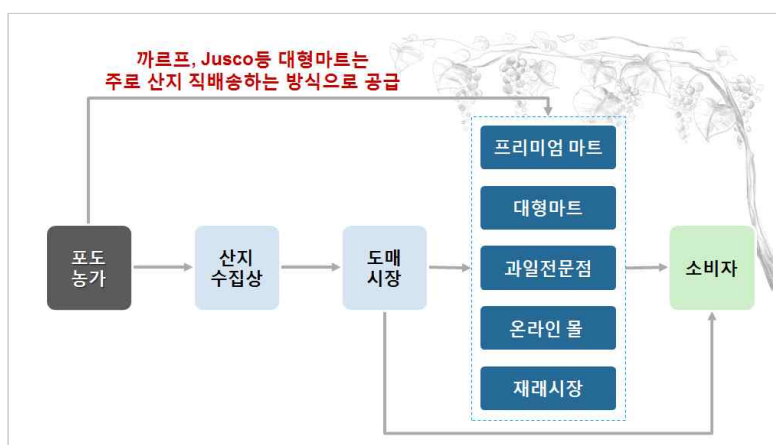 까르프, Jusco등 대형마트는
주로 산지 직배송하는 방식으로 공급
프리미엄 마트
대형마트
포도
농가
산지
수집상
도매
시장
과일전문점
소비자
온라인 몰
재래시장